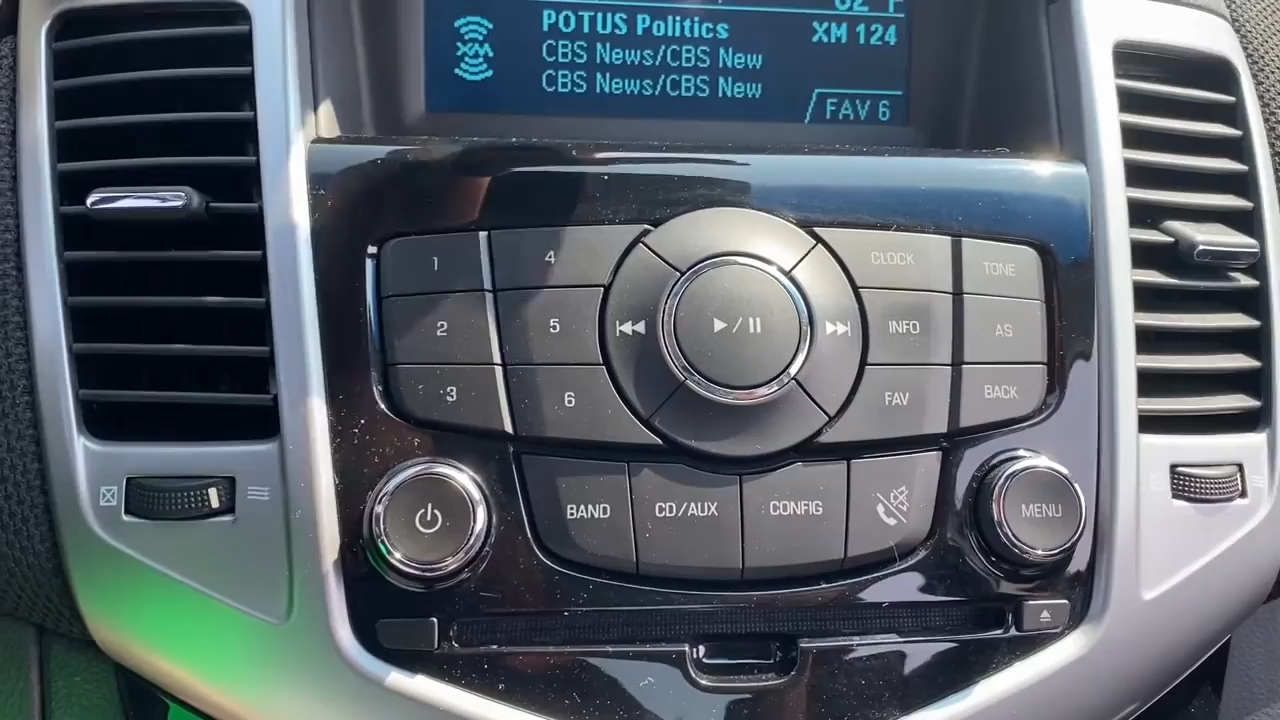 POTUS Politics XM 124
XM CBS News/CBS New
CBS News/CBS New
FAV 6
1 4 CLOCK TONE
2 5 INFO AS
3 6 FAV BACK
BAND CD/AUX CONFIG MENU